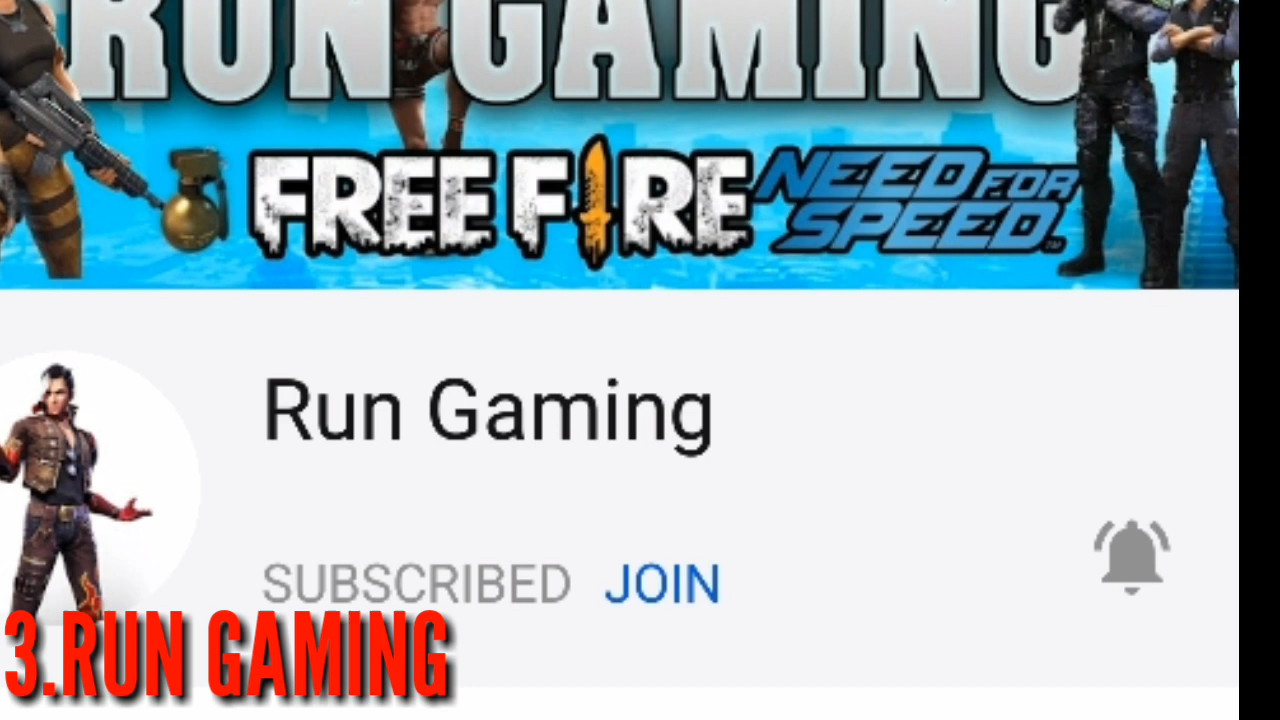 RUN GAMING
FREE FIRE NEED FOR
SPEED
Run Gaming
SUBSCRIBED JOIN
3.RUN GAMING